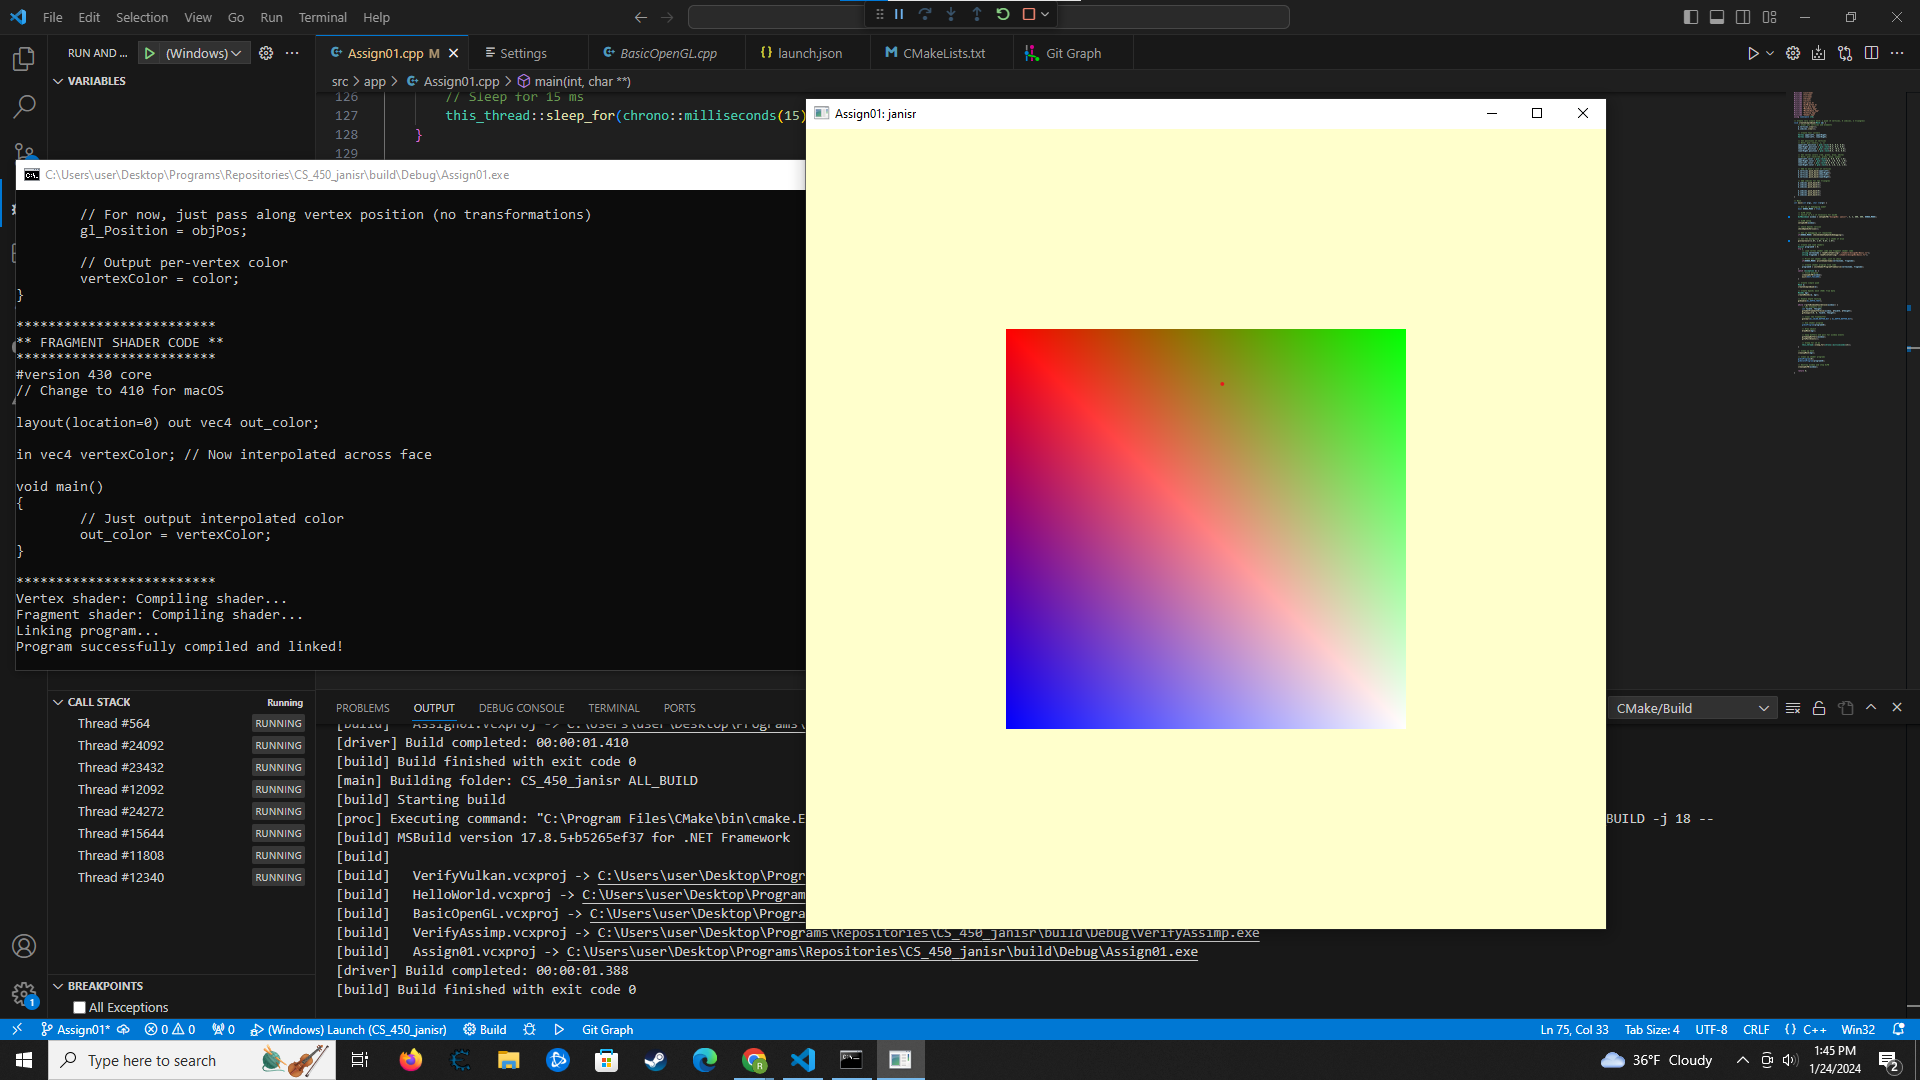 File Edit Selection View Go Run Terminal Help
RUN AND ... (Windows)
Assign01.cpp M
Settings
BasicOpenGL.cpp
launch.json
CMakeLists.txt
Git Graph
VARIABLES
src > app > Assign01.cpp > main(int, char **)
126 // Sleep for 15 ms
127 this_thread::sleep_for(chrono::milliseconds(15)
128 }
129
Assign01: janisr
C:\Users\user\Desktop\Programs\Repositories\CS_450_janisr\build\Debug\Assign01.exe
// For now, just pass along vertex position (no transformations)
gl_Position = objPos;
// Output per-vertex color
vertexColor = color;
}
*************************
** FRAGMENT SHADER CODE **
*************************
#version 430 core
// Change to 410 for macOS
layout(location=0) out vec4 out_color;
in vec4 vertexColor; // Now interpolated across face
void main()
{
// Just output interpolated color
out_color = vertexColor;
}
*************************
Vertex shader: Compiling shader...
Fragment shader: Compiling shader...
Linking program...
Program successfully compiled and linked!
CALL STACK Running
Thread #564 RUNNING
Thread #24092 RUNNING
Thread #23432 RUNNING
Thread #12092 RUNNING
Thread #24272 RUNNING
Thread #15644 RUNNING
Thread #11808 RUNNING
Thread #12340 RUNNING
BREAKPOINTS
All Exceptions
PROBLEMS OUTPUT DEBUG CONSOLE TERMINAL PORTS
CMake/Build
[build] Assign01.vcxproj -> C:\Users\user\Desktop\Programs\
[driver] Build completed: 00:00:01.410
[build] Build finished with exit code 0
[main] Building folder: CS_450_janisr ALL_BUILD
[build] Starting build
[proc] Executing command: "C:\Program Files\CMake\bin\cmake.E BUILD -j 18 --
[build] MSBuild version 17.8.5+b5265ef37 for .NET Framework
[build]
[build] VerifyVulkan.vcxproj -> C:\Users\user\Desktop\Progr
[build] HelloWorld.vcxproj -> C:\Users\user\Desktop\Program
[build] BasicOpenGL.vcxproj -> C:\Users\user\Desktop\Progra
[build] VerifyAssimp.vcxproj -> C:\Users\user\Desktop\Programs\Repositories\CS_450_janisr\build\Debug\VerifyAssimp.exe
[build] Assign01.vcxproj -> C:\Users\user\Desktop\Programs\Repositories\CS_450_janisr\build\Debug\Assign01.exe
[driver] Build completed: 00:00:01.388
[build] Build finished with exit code 0
1
Assign01* 0 0 0 (Windows) Launch (CS_450_janisr) Build Git Graph
Ln 75, Col 33 Tab Size: 4 UTF-8 CRLF {} C++ Win32
Type here to search
36°F Cloudy
1:45 PM
1/24/2024
2